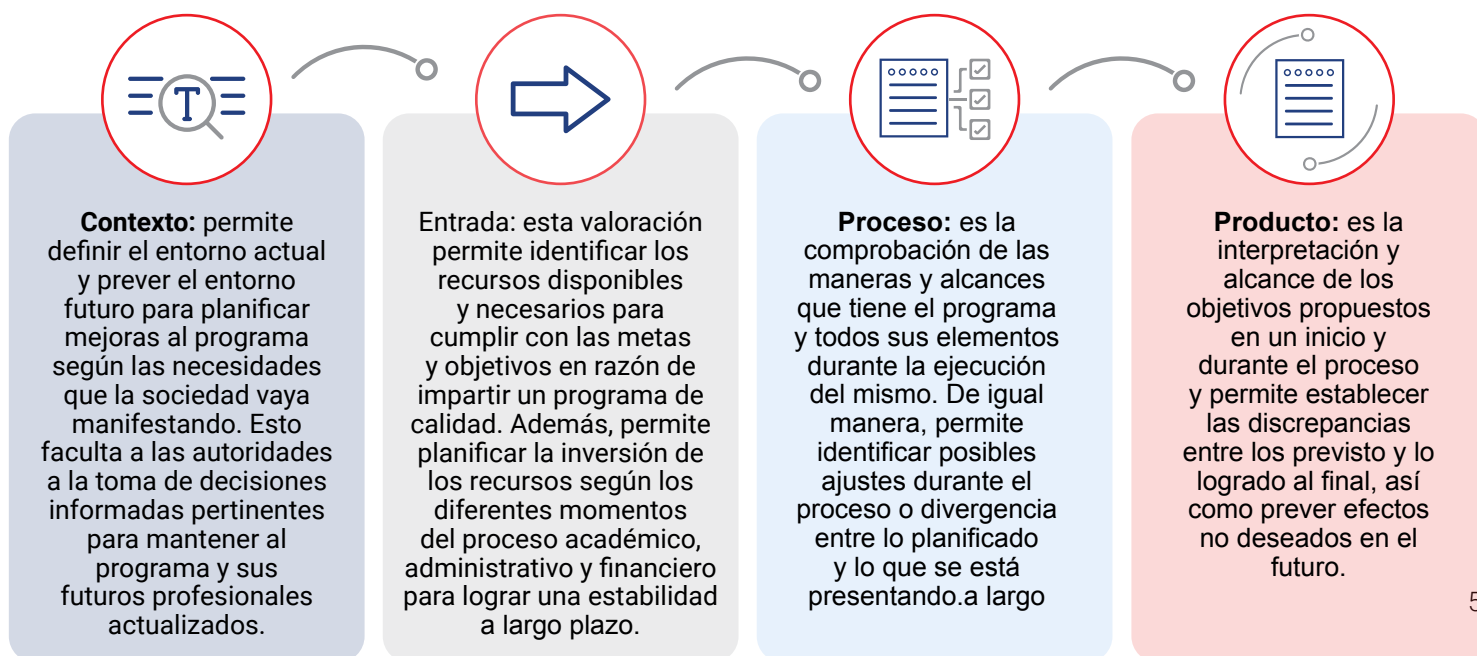 T
Contexto: permite
definir el entorno actual
y prever el entorno
futuro para planificar
mejoras al programa
según las necesidades
que la sociedad vaya
manifestando. Esto
faculta a las autoridades
a la toma de decisiones
informadas pertinentes
para mantener al
programa y sus
futuros profesionales
actualizados.
Entrada: esta valoración
permite identificar los
recursos disponibles
y necesarios para
cumplir con las metas
y objetivos en razón de
impartir un programa de
calidad. Además, permite
planificar la inversión de
los recursos según los
diferentes momentos
del proceso académico,
administrativo y financiero
para lograr una estabilidad
a largo plazo.
Proceso: es la
comprobación de las
maneras y alcances
que tiene el programa
y todos sus elementos
durante la ejecución
del mismo. De igual
manera, permite
identificar posibles
ajustes durante el
proceso o divergencia
entre lo planificado
y lo que se está
presentando.a largo
Producto: es la
interpretación y
alcance de los
objetivos propuestos
en un inicio y
durante el proceso
y permite establecer
las discrepancias
entre los previsto y lo
logrado al final, así
como prever efectos
no deseados en el
futuro.
5